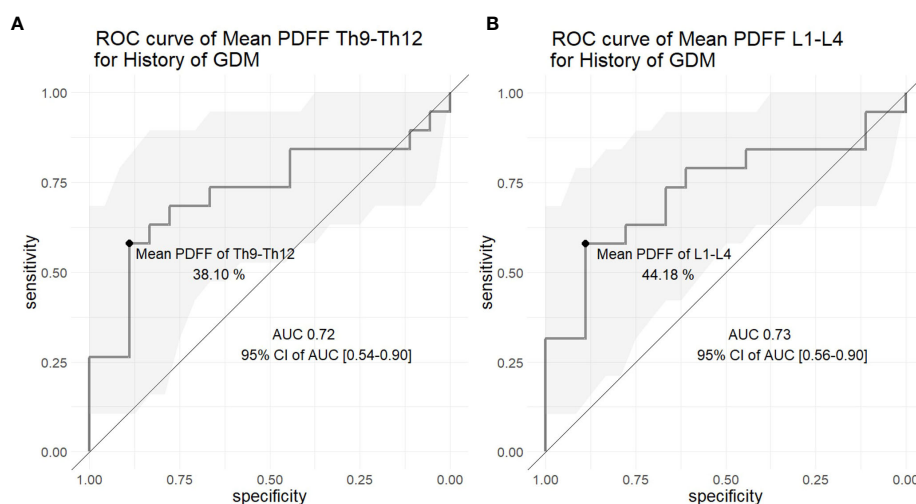 A
ROC curve of Mean PDFF Th9-Th12
for History of GDM
1.00
0.75
0.50
0.25
0.00
sensitivity
Mean PDFF of Th9-Th12
38.10 %
AUC 0.72
95% CI of AUC [0.54-0.90]
1.00
0.75
0.50
0.25
0.00
specificity
B
ROC curve of Mean PDFF L1-L4
for History of GDM
1.00
0.75
0.50
0.25
0.00
sensitivity
Mean PDFF of L1-L4
44.18 %
AUC 0.73
95% CI of AUC [0.56-0.90]
1.00
0.75
0.50
0.25
0.00
specificity